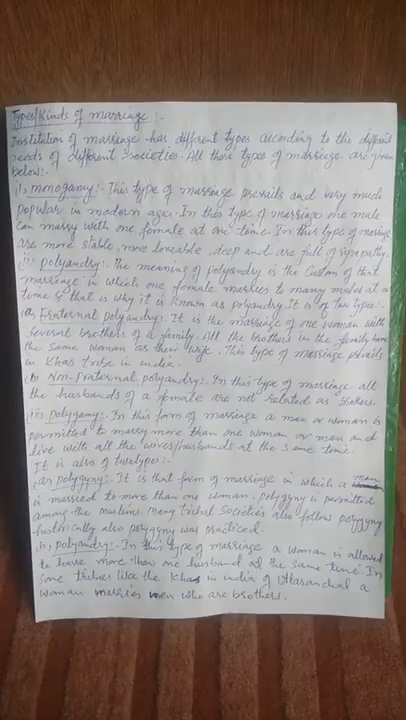 Types/Kinds of marriage :-
Institution of marriage has different types according to the different
needs of different societies. All these types of marriage are given
below:-
(i) monogamy:- This type of marriage prevails and very much
popular in modern age. In this type of marriage one male
can marry with one female at one time. In this type of marriage
are more stable, more loveable, deep and are full of sympathy.
(ii) polyandry:- The meaning of polyandry is the custom of that
marriage in which one female marries to many males at a
time & that is why it is known as polyandry. It is of two types:-
(a) Fraternal polyandry:- It is the marriage of one woman with
several brothers of a family. All the brothers in the family have
the same woman as their wife. This type of marriage prevails
in Khas tribe in india.
(b) Non-Fraternal polyandry:- In this type of marriage all
the husbands of a female are not related as brothers.
(iii) polygamy:- In this form of marriage a man or woman is
permitted to marry more than one woman or man and
live with all the wives/husbands at the same time.
It is also of two types:-
(a) polygyny:- It is that form of marriage in which a man
is married to more than one woman. polygyny is permitted
among the muslims. many tribal societies also follow polygyny
historically also polygyny was practiced.
polyandry:- In this type of marriage a woman is allowed
to have more than one husband at the same time. In
some tribes like the Khas in india of Uttaranchal a
woman marries men who are brothers.